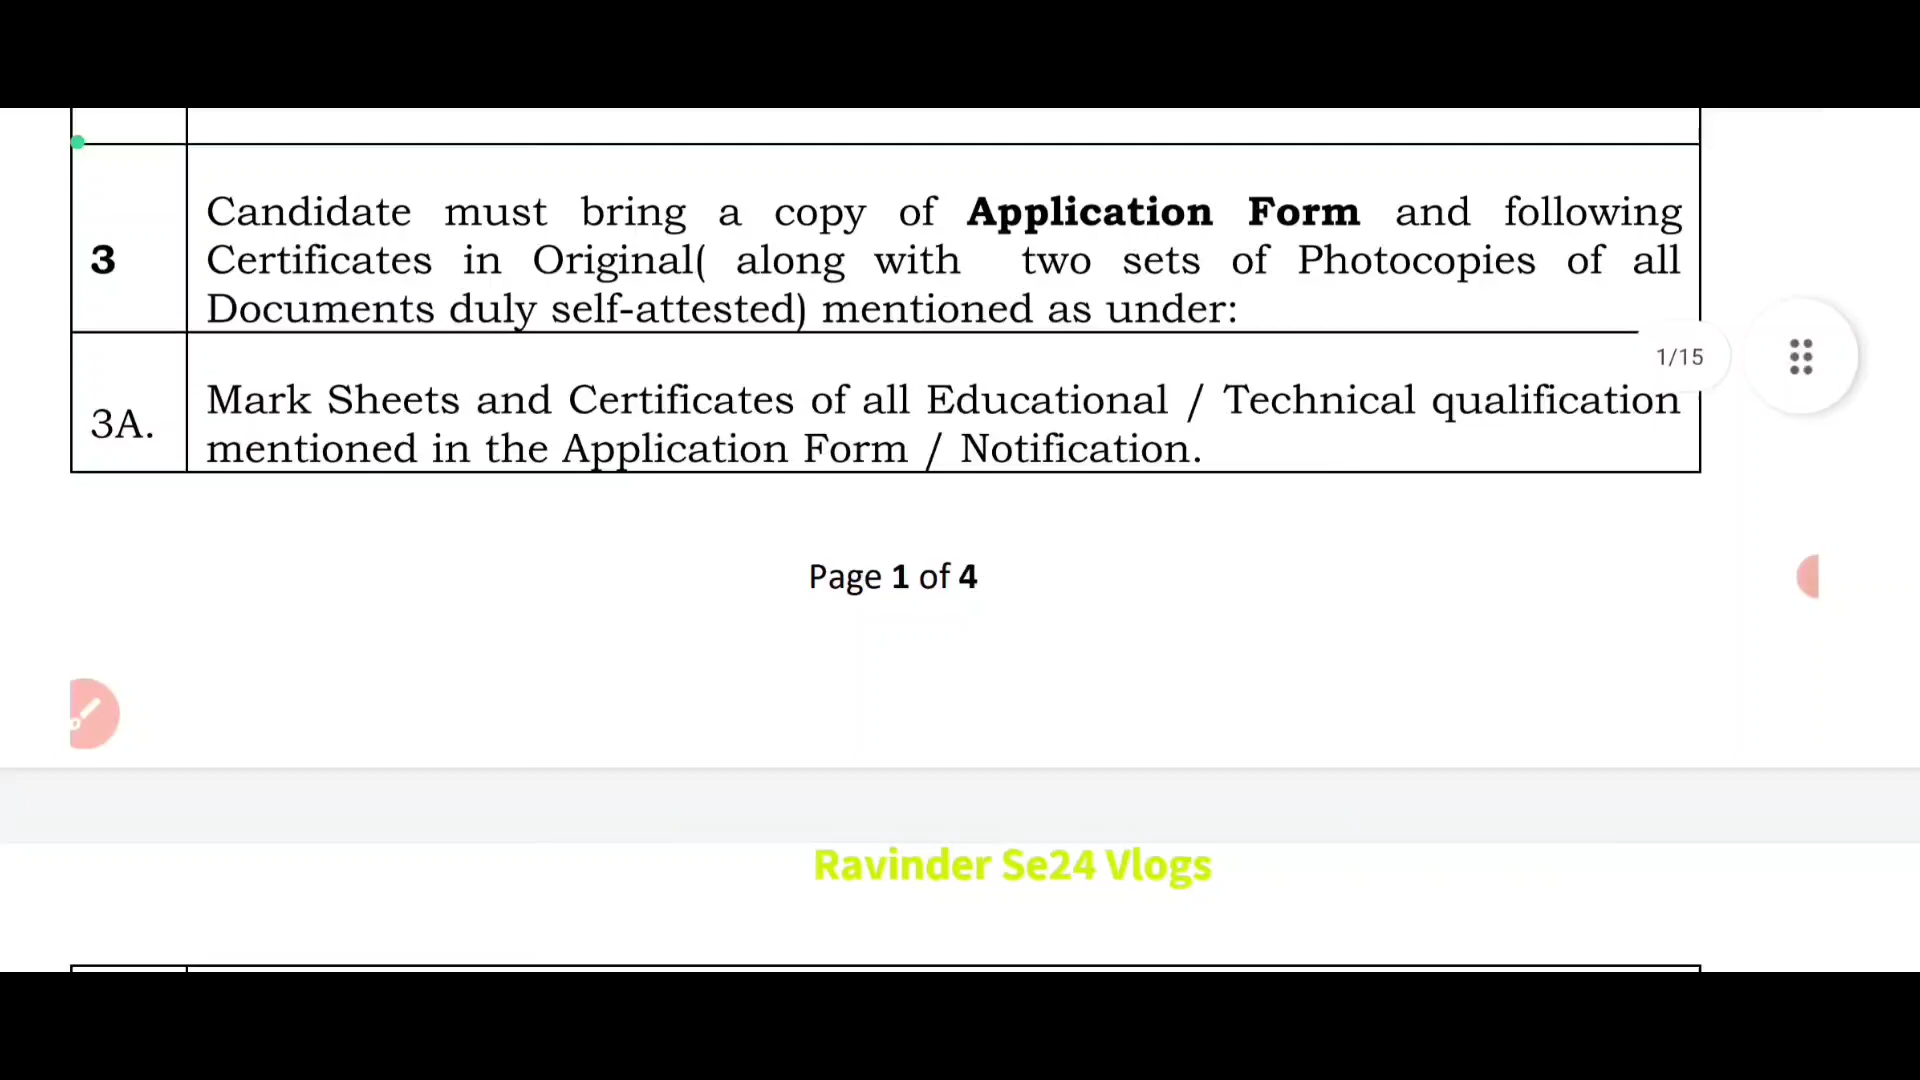 3
Candidate must bring a copy of Application Form and following
Certificates in Original( along with two sets of Photocopies of all
Documents duly self-attested) mentioned as under:
1/15
3A.
Mark Sheets and Certificates of all Educational / Technical qualification
mentioned in the Application Form / Notification.
Page 1 of 4
Ravinder Se24 Vlogs